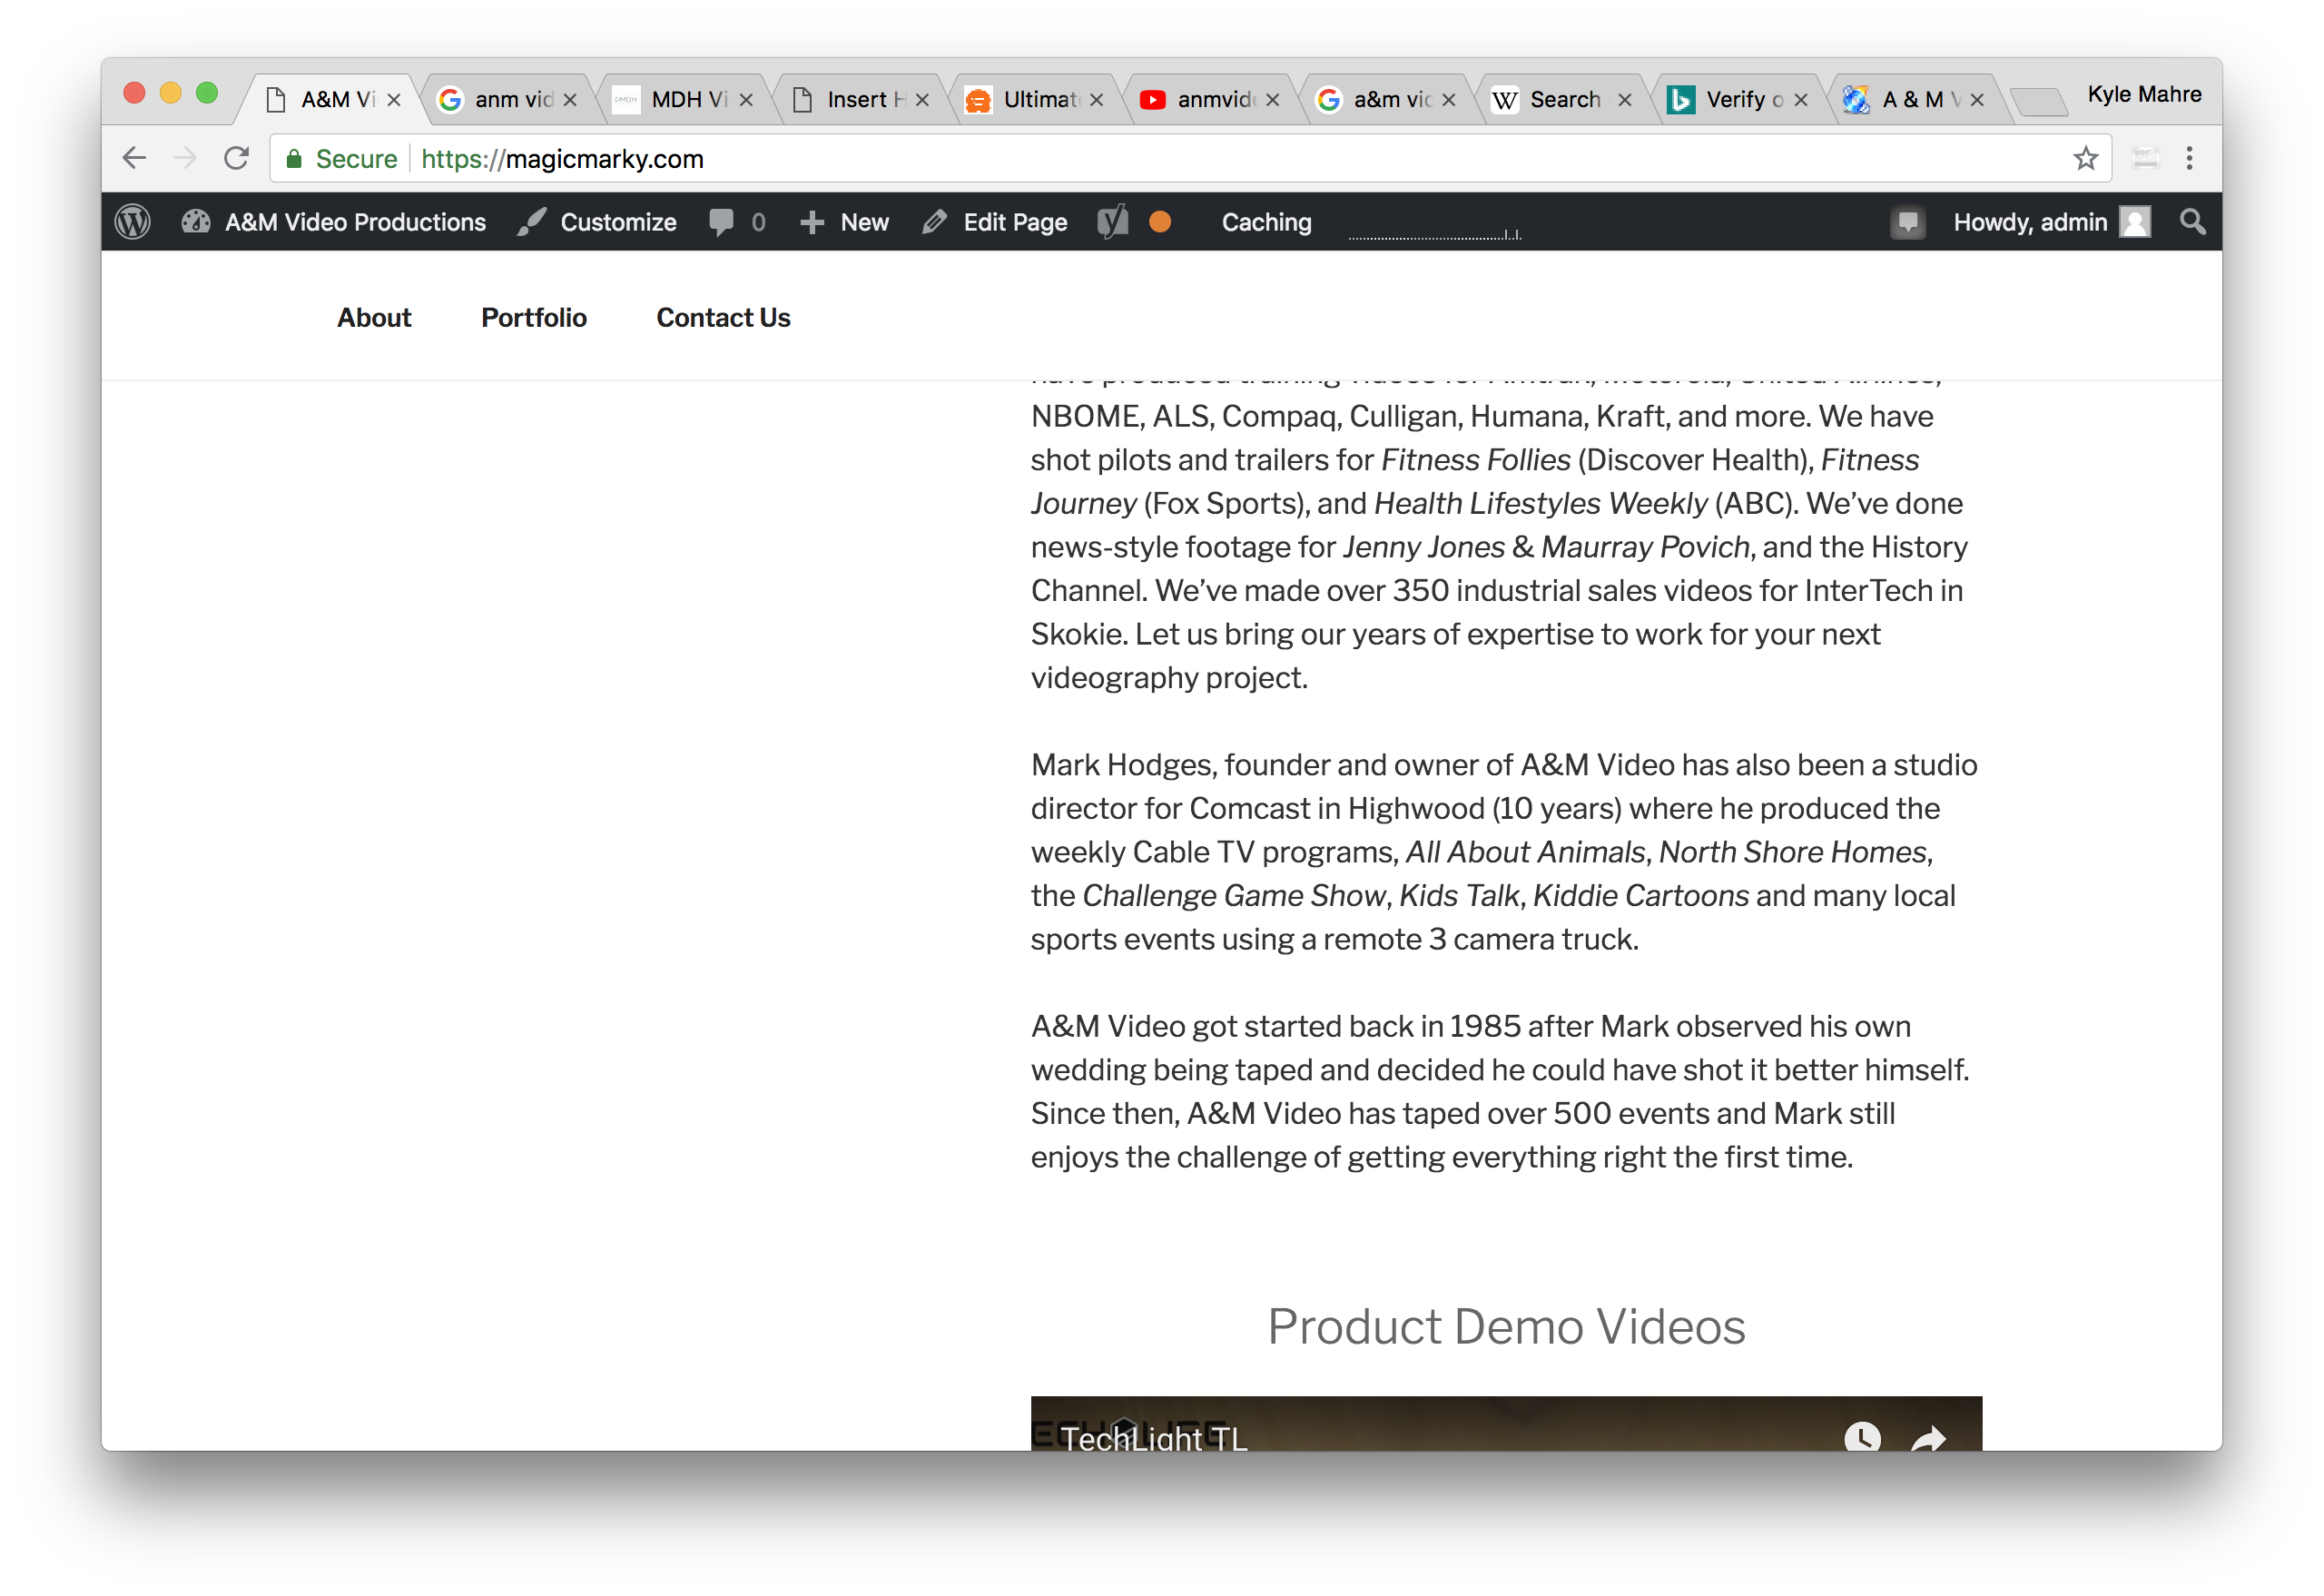 A&M Vi
anm vid
MDH Vi
Insert H
Ultimat
anmvid
a&m vic
Search
Verify o
A & M V
Kyle Mahre
Secure https://magicmarky.com
A&M Video Productions Customize 0 New Edit Page Caching Howdy, admin
About Portfolio Contact Us
have produced training videos for Amtrak, Motorola, United Airlines,
NBOME, ALS, Compaq, Culligan, Humana, Kraft, and more. We have
shot pilots and trailers for Fitness Follies (Discover Health), Fitness
Journey (Fox Sports), and Health Lifestyles Weekly (ABC). We’ve done
news-style footage for Jenny Jones & Maurray Povich, and the History
Channel. We’ve made over 350 industrial sales videos for InterTech in
Skokie. Let us bring our years of expertise to work for your next
videography project.
Mark Hodges, founder and owner of A&M Video has also been a studio
director for Comcast in Highwood (10 years) where he produced the
weekly Cable TV programs, All About Animals, North Shore Homes,
the Challenge Game Show, Kids Talk, Kiddie Cartoons and many local
sports events using a remote 3 camera truck.
A&M Video got started back in 1985 after Mark observed his own
wedding being taped and decided he could have shot it better himself.
Since then, A&M Video has taped over 500 events and Mark still
enjoys the challenge of getting everything right the first time.
Product Demo Videos
TechLight TL